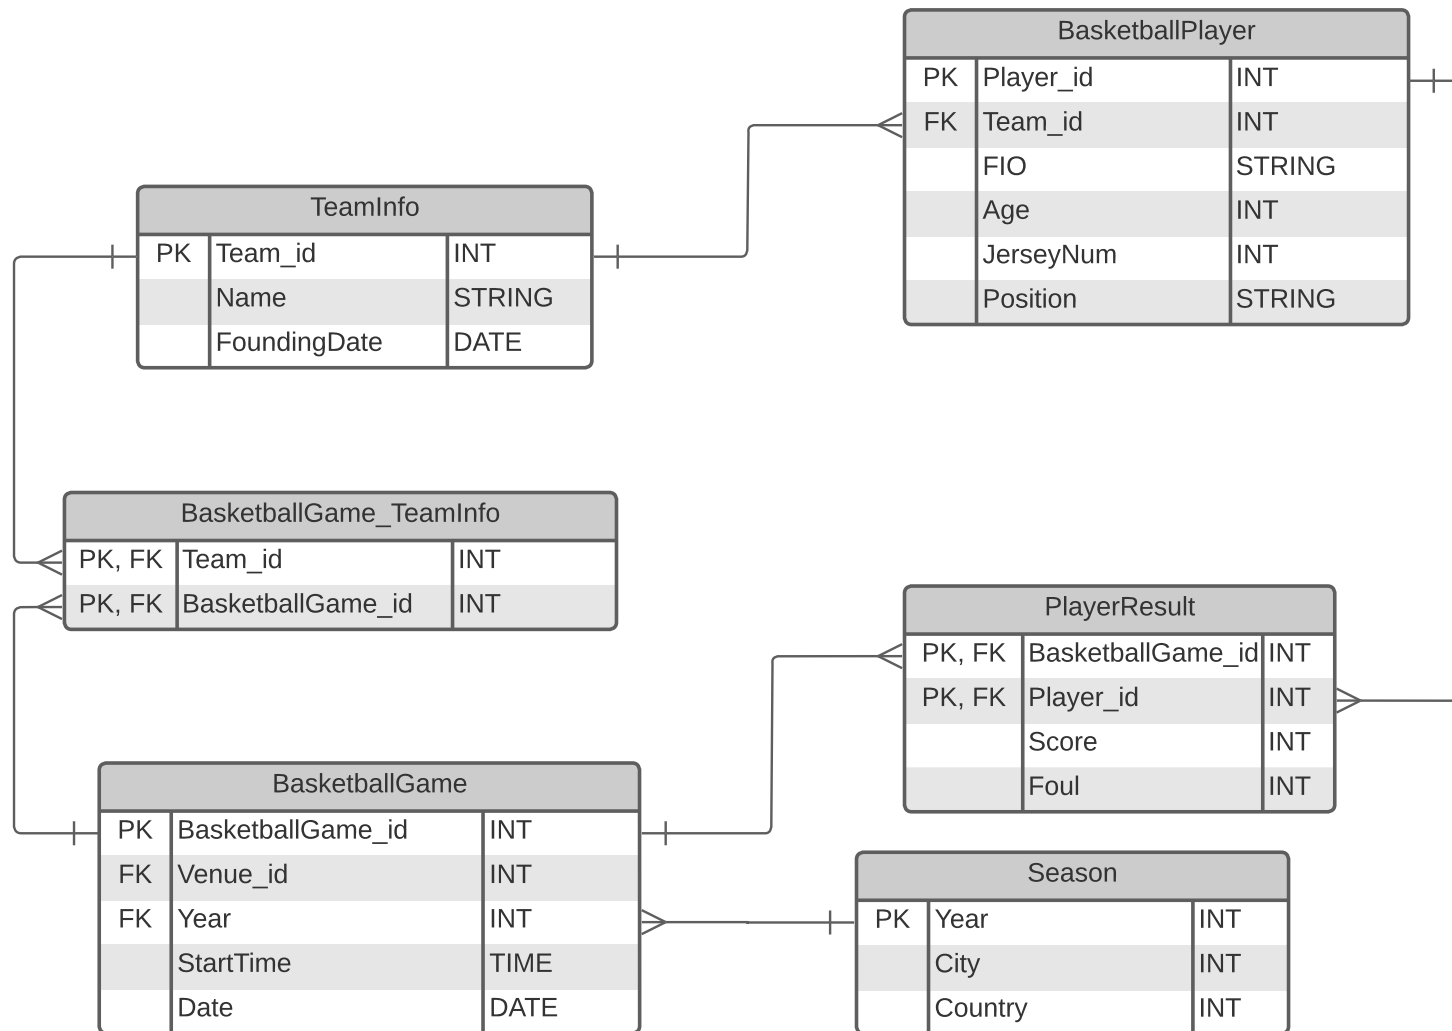 BasketballPlayer
PK Player_id INT
FK Team_id INT
FIO STRING
Age INT
JerseyNum INT
Position STRING
TeamInfo
PK Team_id INT
Name STRING
FoundingDate DATE
BasketballGame_TeamInfo
PK, FK Team_id INT
PK, FK BasketballGame_id INT
PlayerResult
PK, FK BasketballGame_id INT
PK, FK Player_id INT
Score INT
Foul INT
BasketballGame
PK BasketballGame_id INT
FK Venue_id INT
FK Year INT
StartTime TIME
Date DATE
Season
PK Year INT
City INT
Country INT